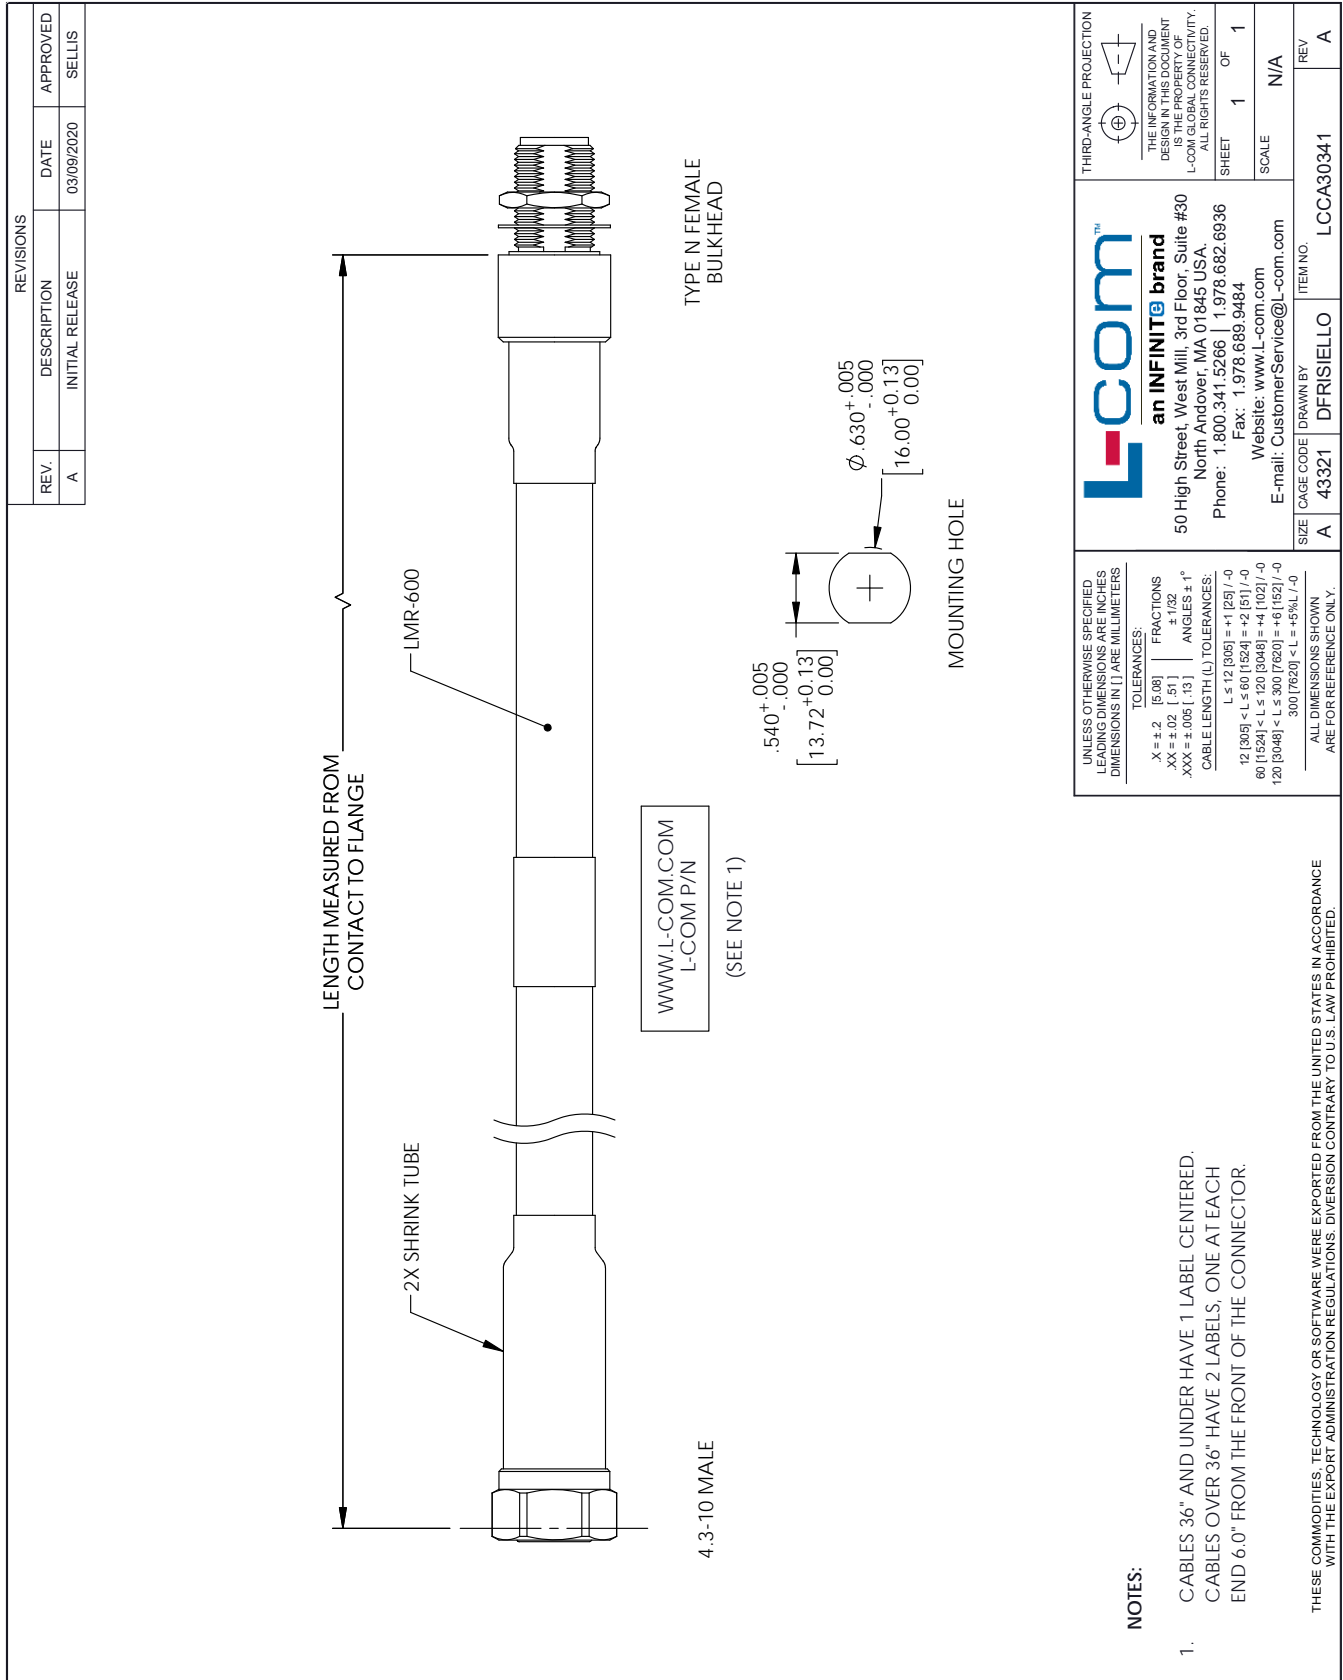 REVISIONS
REV. DESCRIPTION DATE APPROVED
A INITIAL RELEASE 03/09/2020 SELLIS
LENGTH MEASURED FROM
CONTACT TO FLANGE
2X SHRINK TUBE
LMR-600
4.3-10 MALE
TYPE N FEMALE
BULKHEAD
WWW.L-COM.COM
L-COM P/N
(SEE NOTE 1)
.540 +.005
-.000
[13.72 +0.13
0.00]
Ø.630 +.005
-.000
[16.00 +0.13
0.00]
MOUNTING HOLE
NOTES:
1. CABLES 36" AND UNDER HAVE 1 LABEL CENTERED.
CABLES OVER 36" HAVE 2 LABELS, ONE AT EACH
END 6.0" FROM THE FRONT OF THE CONNECTOR.
THESE COMMODITIES, TECHNOLOGY OR SOFTWARE WERE EXPORTED FROM THE UNITED STATES IN ACCORDANCE
WITH THE EXPORT ADMINISTRATION REGULATIONS. DIVERSION CONTRARY TO U.S. LAW PROHIBITED.
UNLESS OTHERWISE SPECIFIED
LEADING DIMENSIONS ARE INCHES
DIMENSIONS IN [ ] ARE MILLIMETERS
TOLERANCES:
.X = ±.2 [5.08] FRACTIONS
.XX = ±.02 [.51] ± 1/32
.XXX = ±.005 [.13] ANGLES ± 1°
CABLE LENGTH (L) TOLERANCES:
L ≤ 12 [305] = +1 [25] / -0
12 [305] < L ≤ 60 [1524] = +2 [51] / -0
60 [1524] < L ≤ 120 [3048] = +4 [102] / -0
120 [3048] < L ≤ 300 [7620] = +6 [152] / -0
300 [7620] < L = +5%L / -0
ALL DIMENSIONS SHOWN
ARE FOR REFERENCE ONLY.
L-com™
an INFINITe brand
50 High Street, West Mill, 3rd Floor, Suite #30
North Andover, MA 01845 USA.
Phone: 1.800.341.5266 | 1.978.682.6936
Fax: 1.978.689.9484
Website: www.L-com.com
E-mail: CustomerService@L-com.com
THIRD-ANGLE PROJECTION
THE INFORMATION AND
DESIGN IN THIS DOCUMENT
IS THE PROPERTY OF
L-COM GLOBAL CONNECTIVITY.
ALL RIGHTS RESERVED.
SHEET 1 OF 1
SCALE N/A
SIZE A
CAGE CODE 43321
DRAWN BY DFRISIELLO
ITEM NO. LCCA30341
REV A